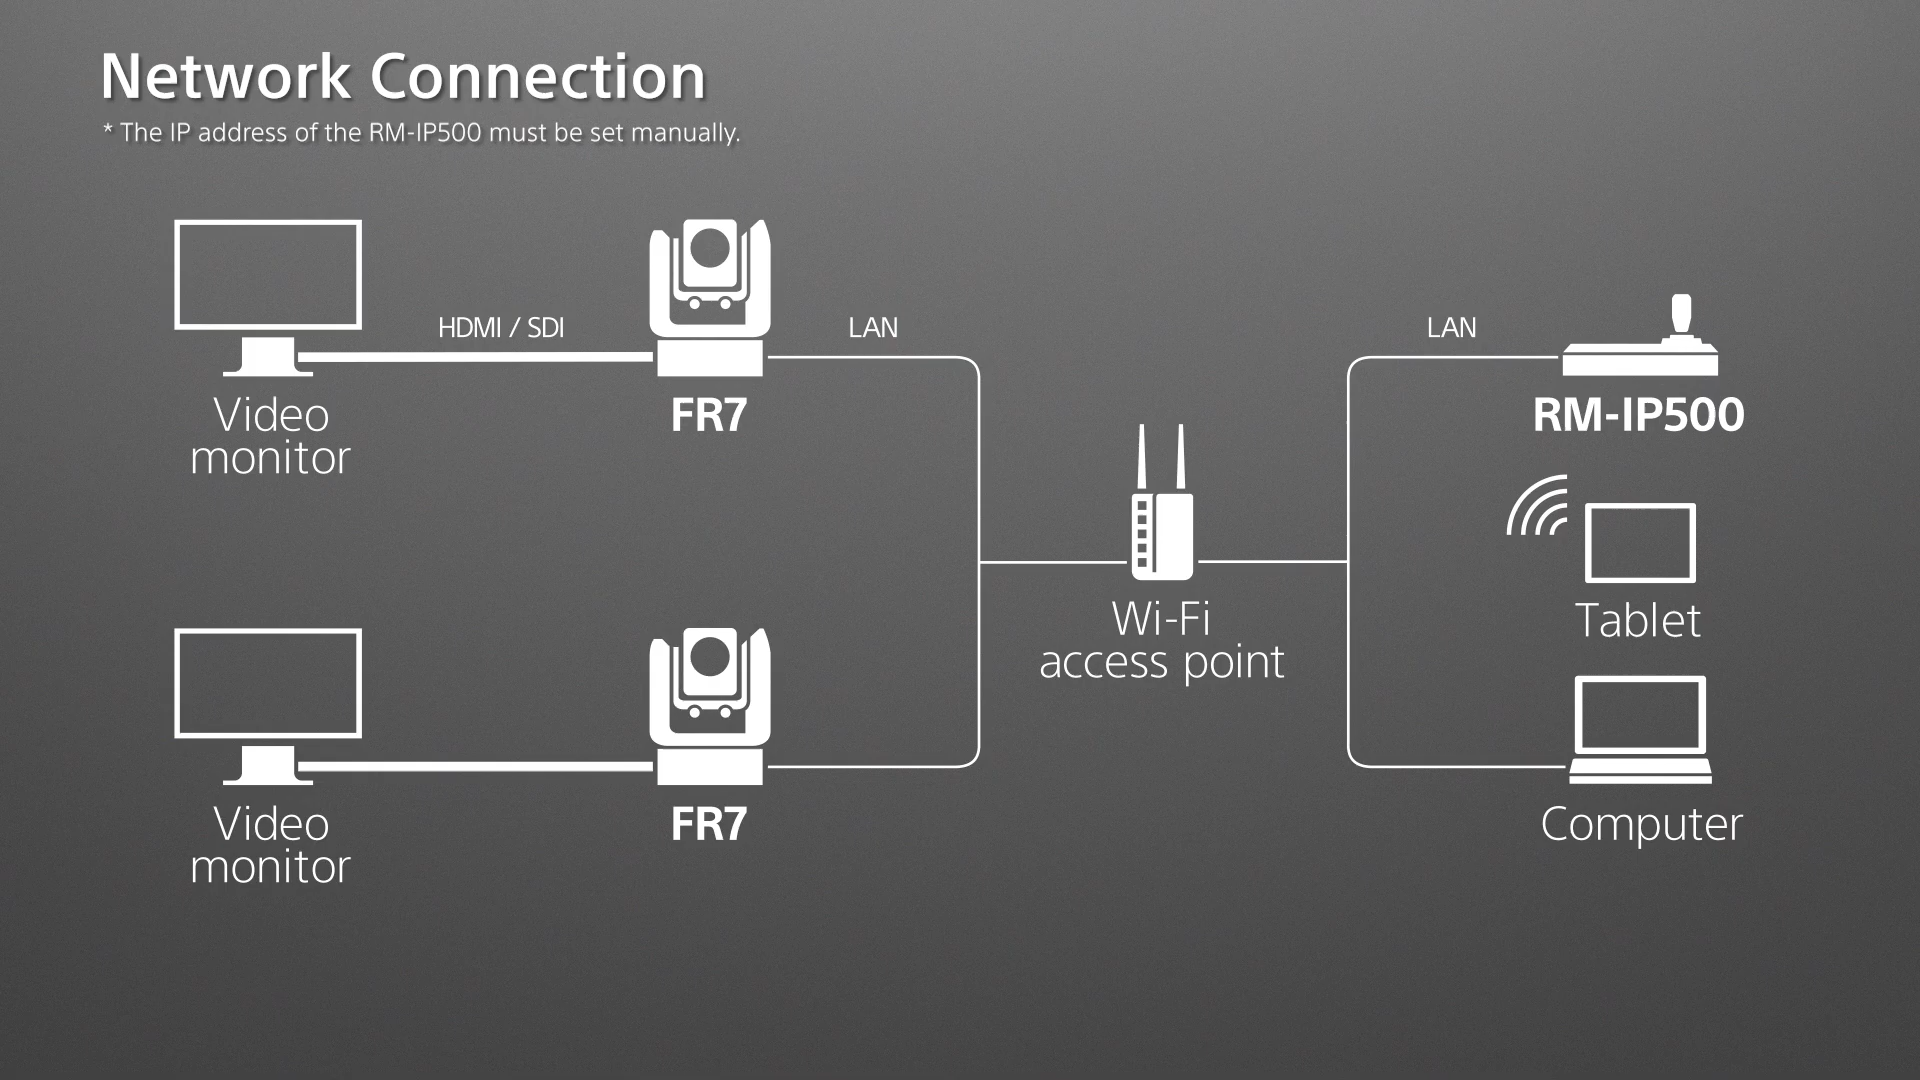 Network Connection
* The IP address of the RM-IP500 must be set manually.
HDMI / SDI
LAN
LAN
Video
monitor
FR7
RM-IP500
Wi-Fi
access point
Tablet
Video
monitor
FR7
Computer